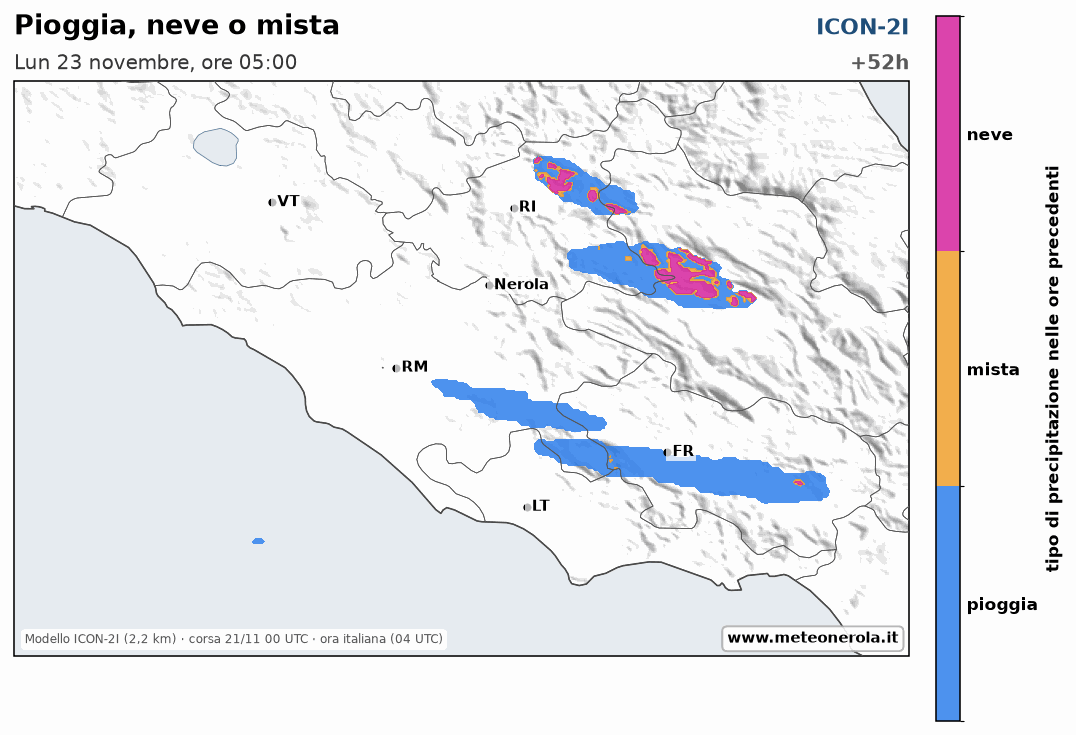 Pioggia, neve o mista
ICON-2I
Lun 23 novembre, ore 05:00
+52h
neve
VT
RI
Nerola
RM
mista
FR
LT
pioggia
tipo di precipitazione nelle ore precedenti
Modello ICON-2I (2,2 km) · corsa 21/11 00 UTC · ora italiana (04 UTC)
www.meteonerola.it